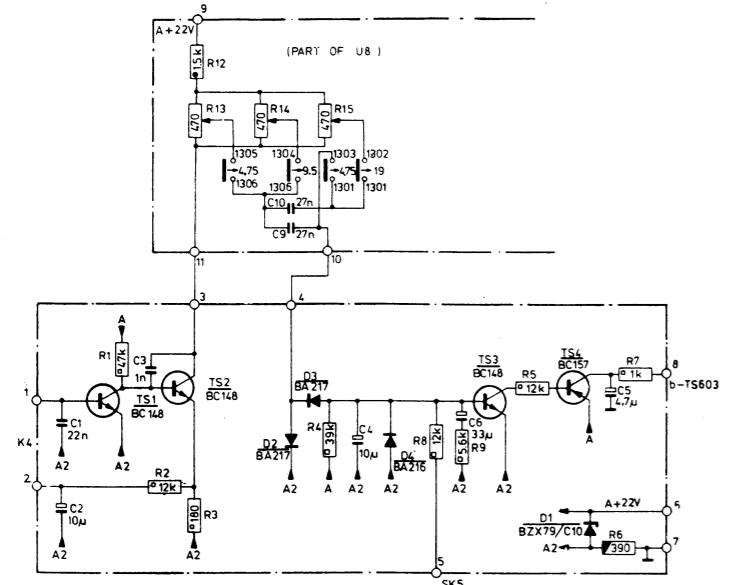 9
A+22V
(PART OF U8)
1.5k
R12
R13
R14
R15
470
470
470
1305
1304
1303
1302
4.75
9.5
4.75
19
1306
1306
1301
1301
C10
27n
C9
27n
11
10
3
4
A
R1
47k
C3
1n
TS2
BC148
TS1
BC148
1
C1
22n
K4
A2
A2
2
R2
12k
C2
10µ
A2
180
R3
A2
D3
BA217
D2
BA217
R4
39k
C4
10µ
D4
BA216
R8
12k
C6
33µ
5.6k
R9
A2
A
A2
A2
A2
A2
TS3
BC148
R5
12k
TS4
BC157
R7
1k
8
b-TS603
C5
4.7µ
A
A+22V
6
D1
BZX79/C10
A2
R6
390
7
5
SK5